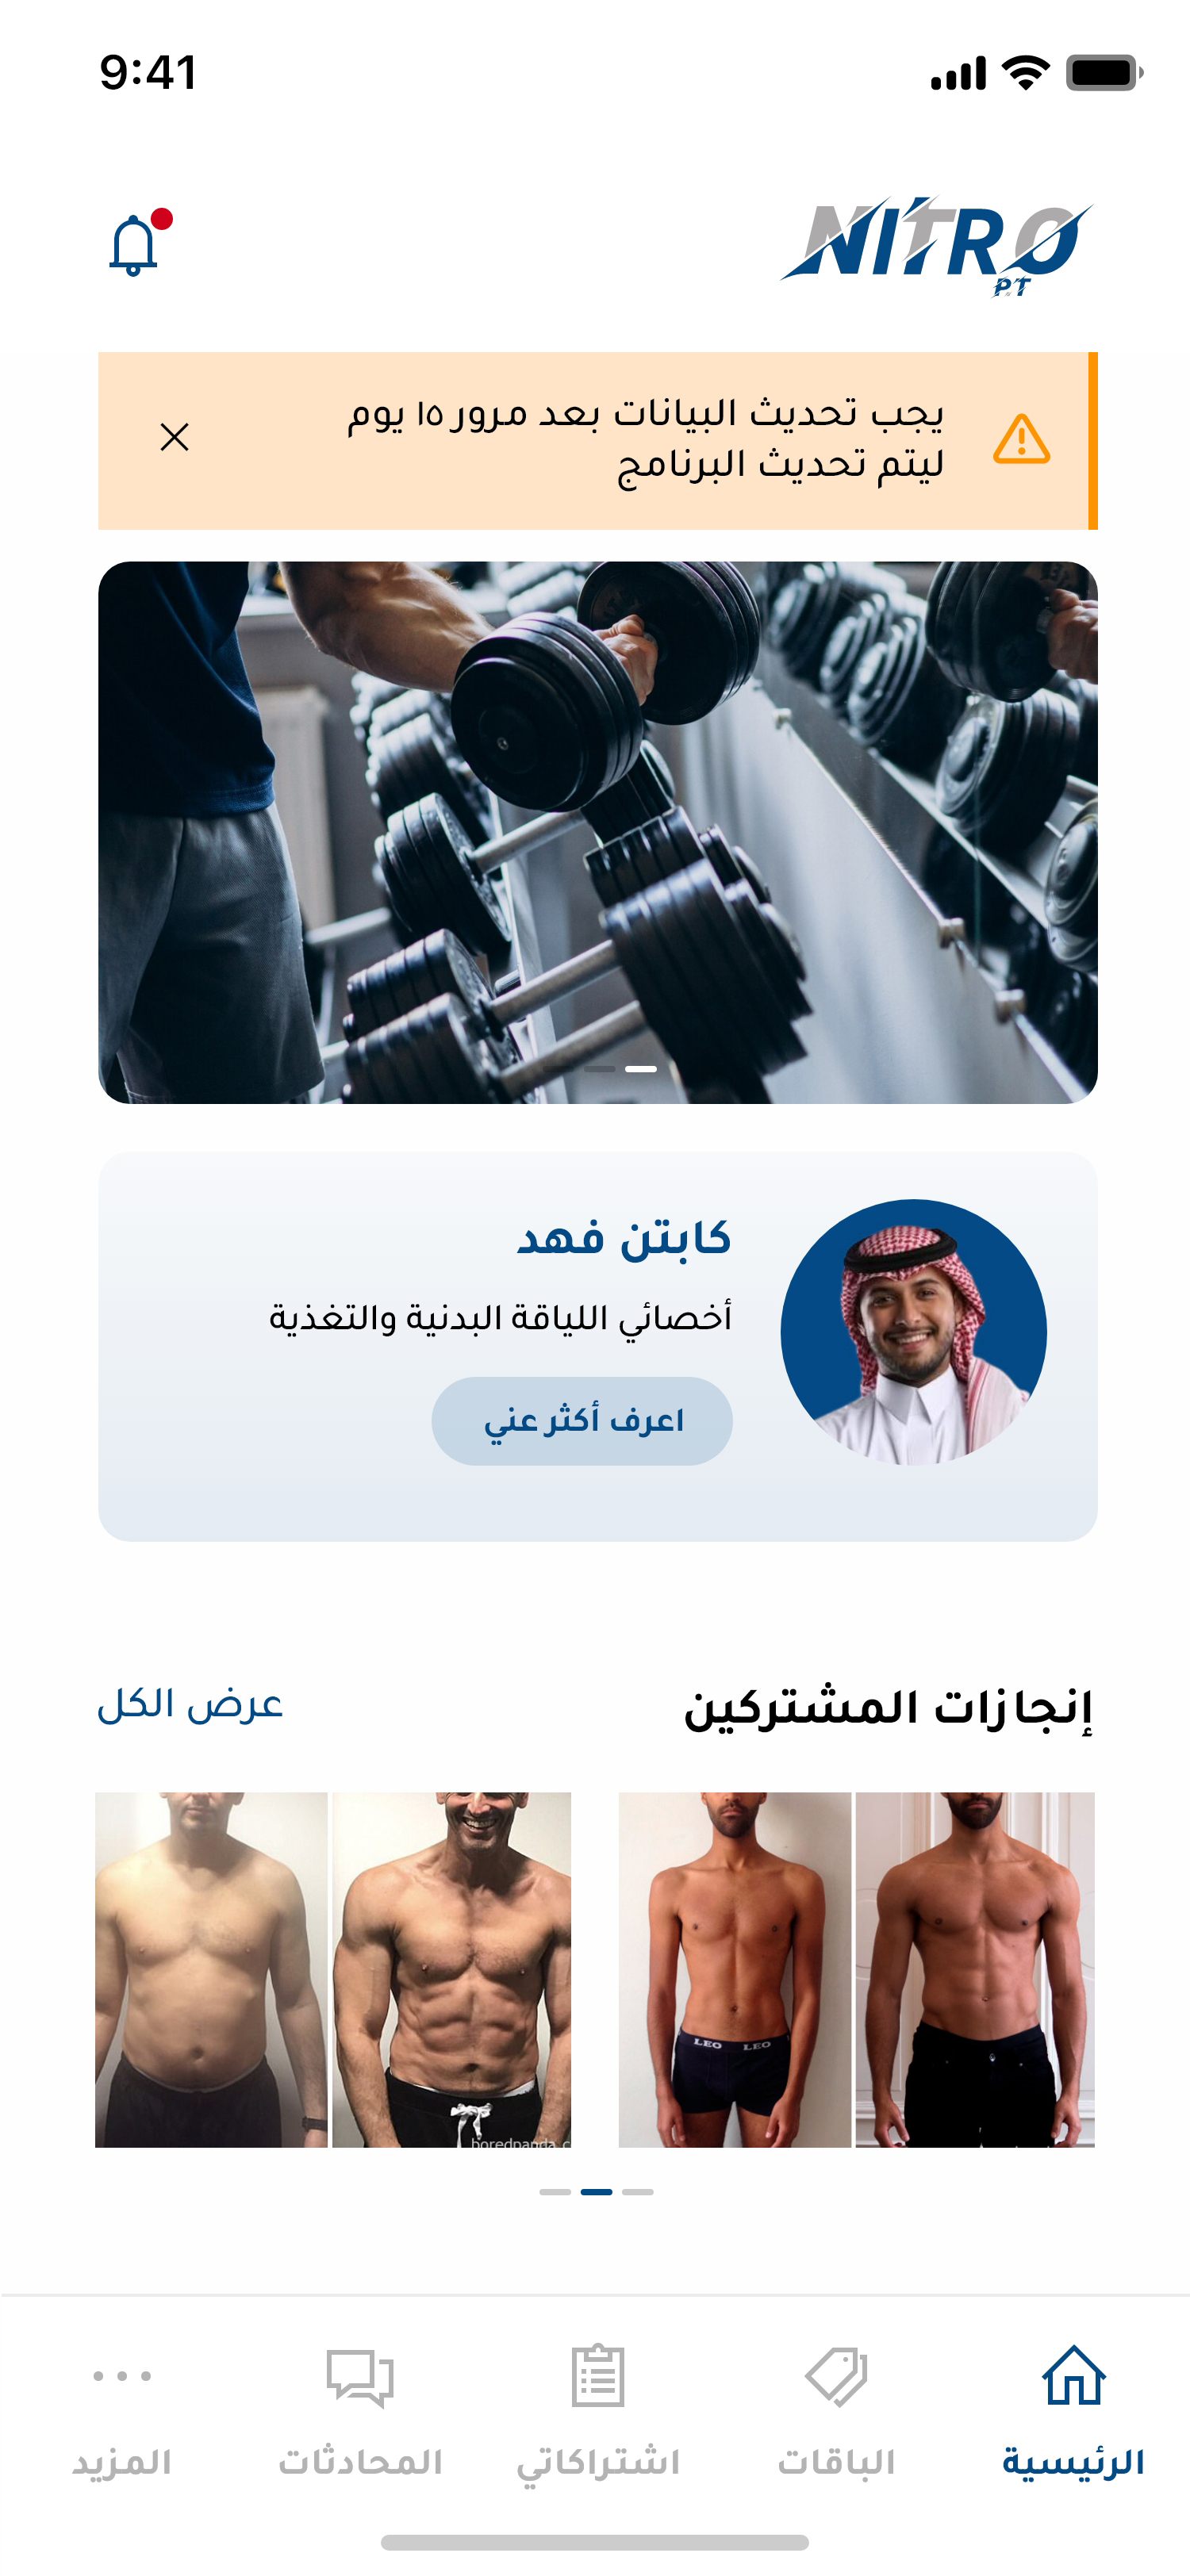 9:41
NITRO
P.T
يجب تحديث البيانات بعد مرور ١٥ يوم
ليتم تحديث البرنامج
كابتن فهد
أخصائي اللياقة البدنية والتغذية
اعرف أكثر عني
إنجازات المشتركين
عرض الكل
LEO LEO
boredpanda.c
الرئيسية
الباقات
اشتراكاتي
المحادثات
المزيد